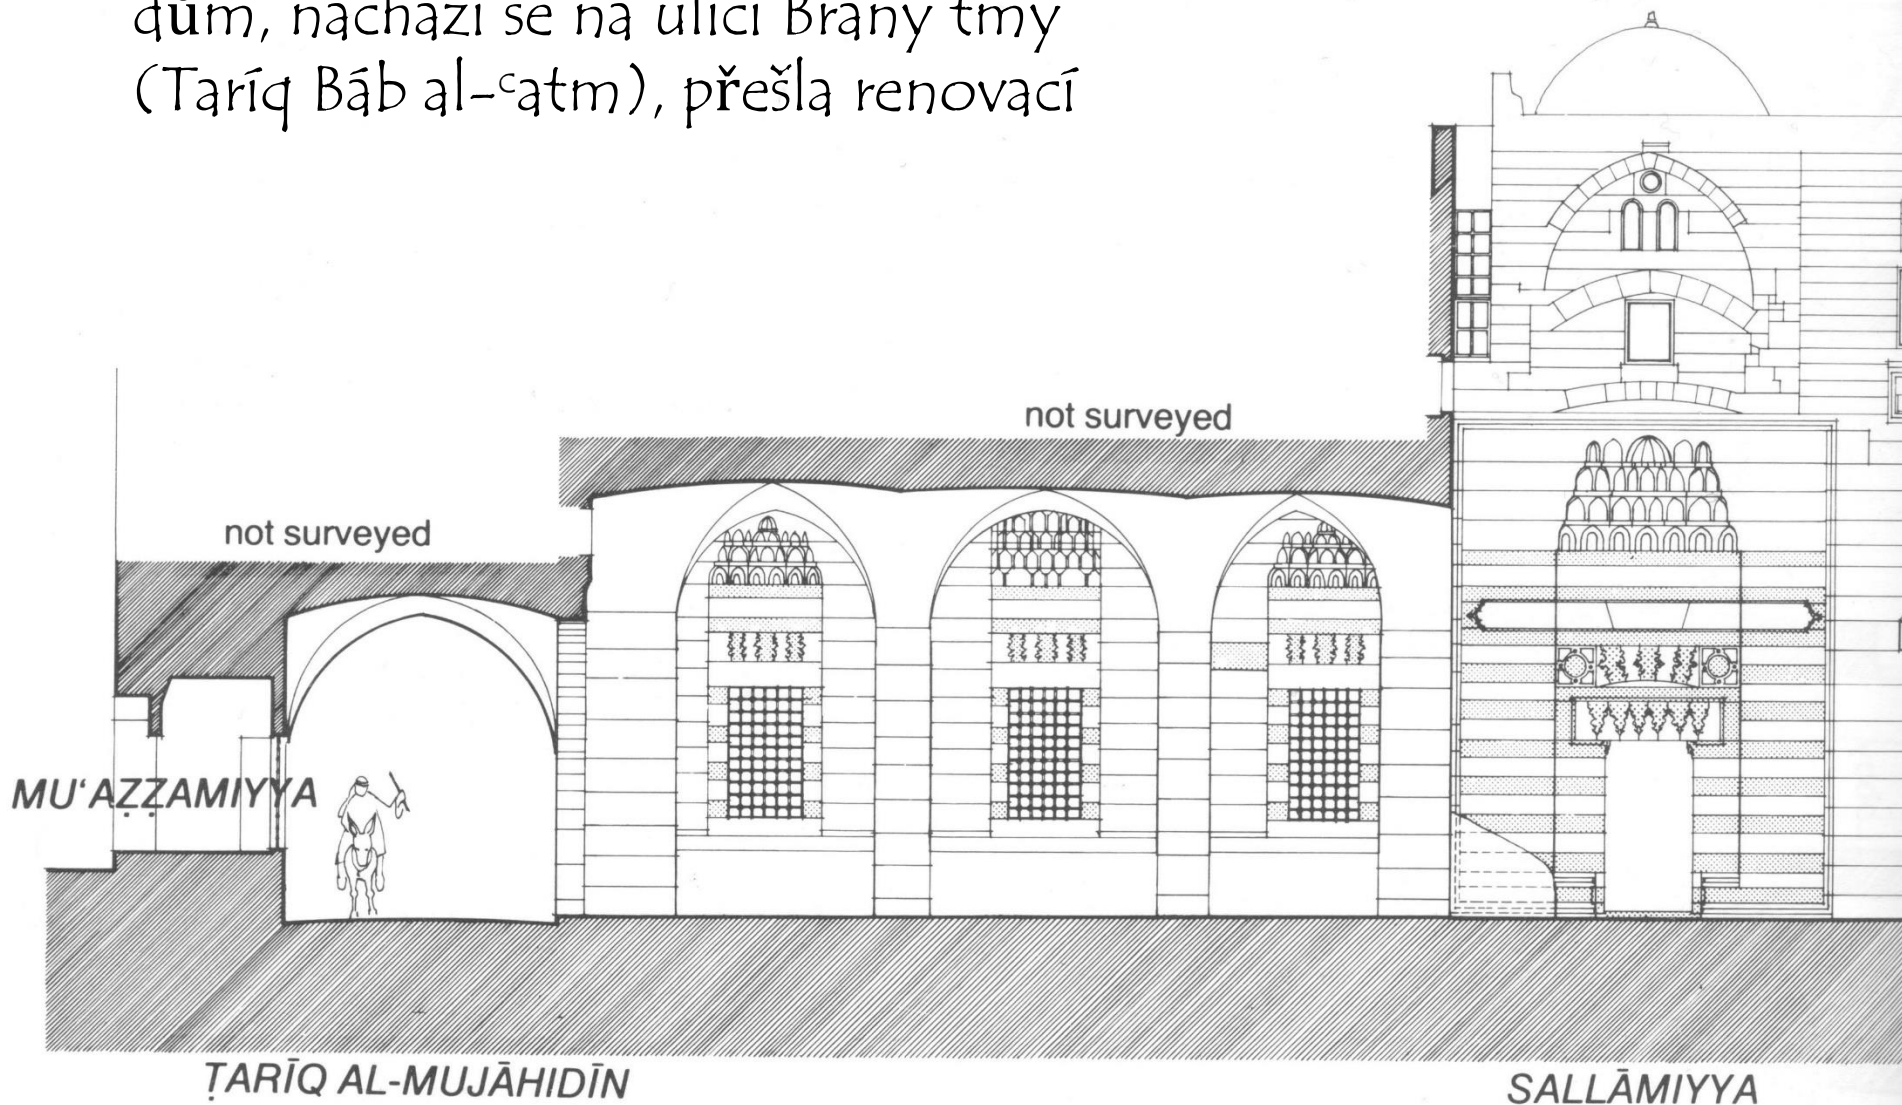 dům, nachází se na ulici Brány tmy
(Taríq Báb al-ᶜatm), přešla renovací
not surveyed
not surveyed
MU‘AẒẒAMIYYA
ṬARĪQ AL-MUJĀHIDĪN
SALLĀMIYYA